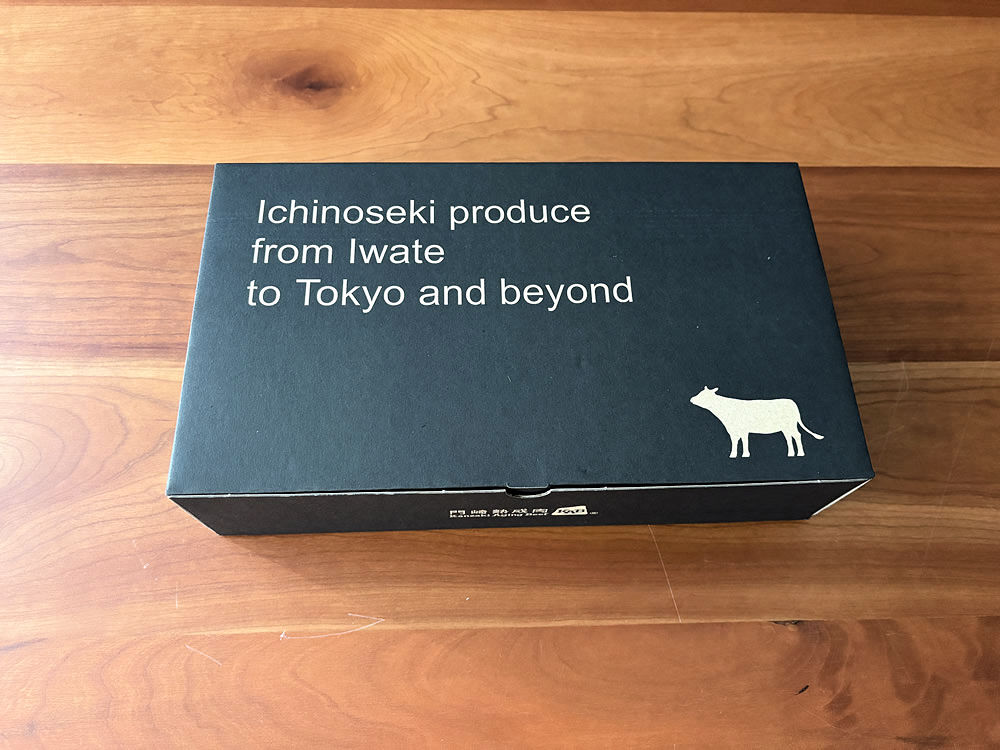 Ichinoseki produce
from Iwate
to Tokyo and beyond
門崎熟成肉
Kanzaki Aging Beef